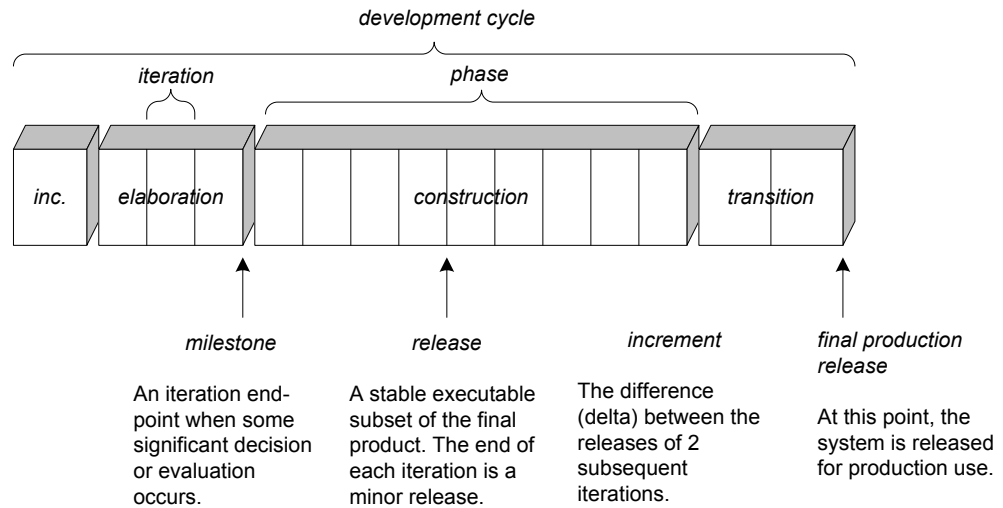 development cycle
iteration
phase
inc.
elaboration
construction
transition
milestone
An iteration end-
point when some
significant decision
or evaluation
occurs.
release
A stable executable
subset of the final
product. The end of
each iteration is a
minor release.
increment
The difference
(delta) between the
releases of 2
subsequent
iterations.
final production
release
At this point, the
system is released
for production use.